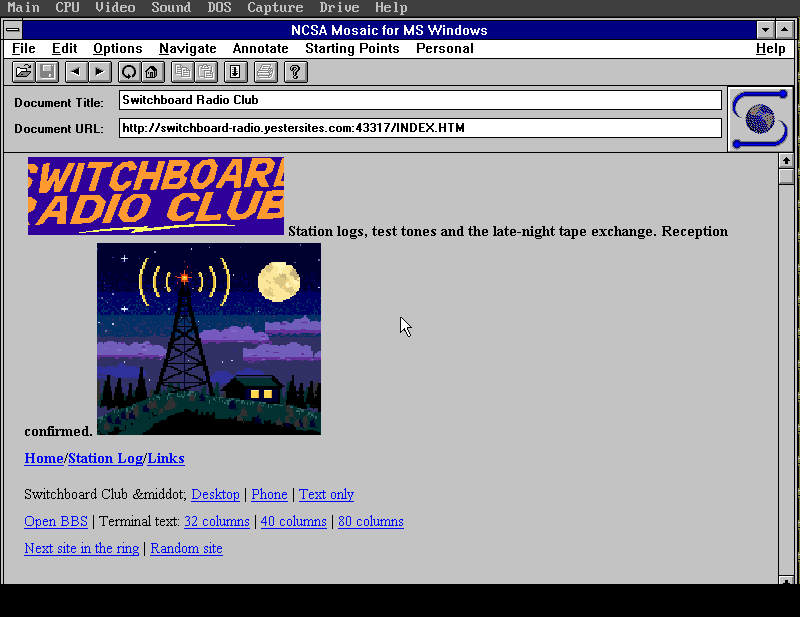 Main CPU Video Sound DOS Capture Drive Help
NCSA Mosaic for MS Windows
File Edit Options Navigate Annotate Starting Points Personal Help
Document Title: Switchboard Radio Club
Document URL: http://switchboard-radio.yestersites.com:43317/INDEX.HTM
SWITCHBOARD
RADIO CLUB
Station logs, test tones and the late-night tape exchange. Reception
confirmed.
Home/Station Log/Links
Switchboard Club &middot; Desktop | Phone | Text only
Open BBS | Terminal text: 32 columns | 40 columns | 80 columns
Next site in the ring | Random site